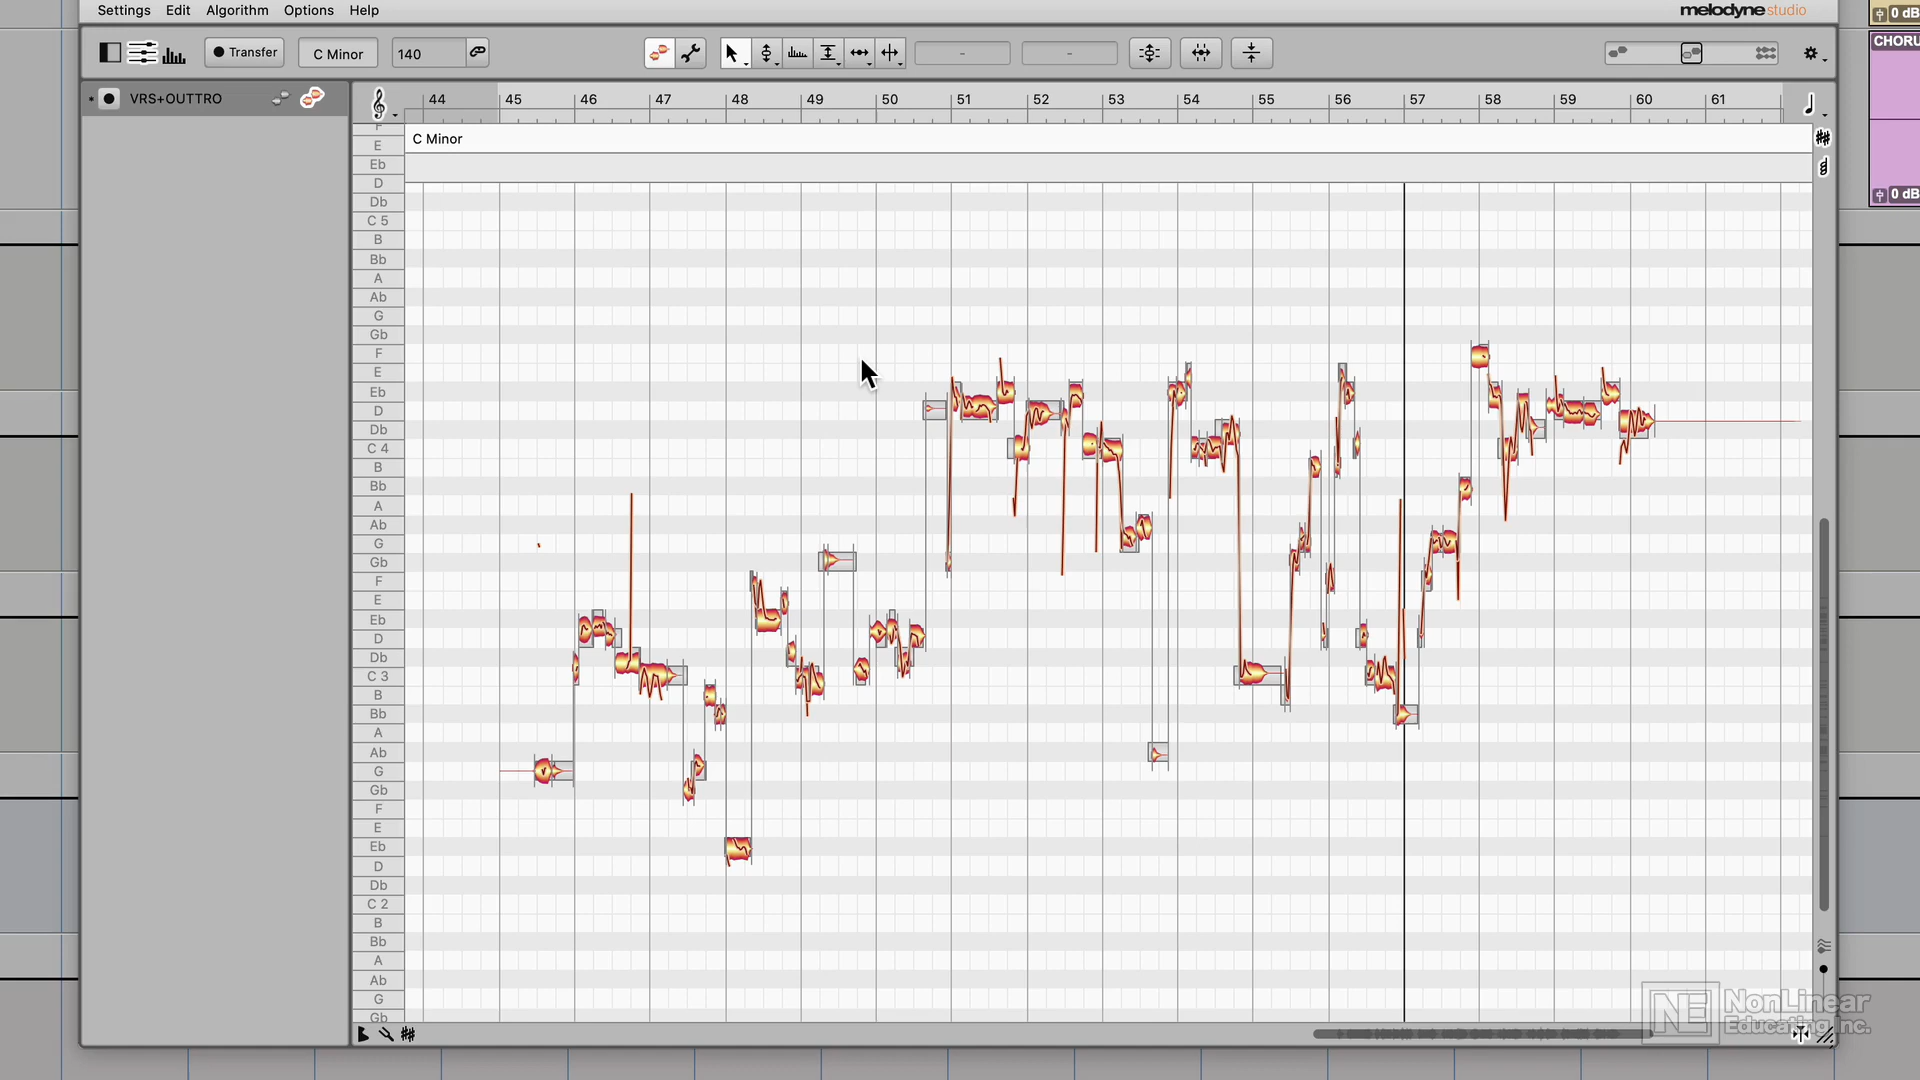 Settings Edit Algorithm Options Help
melodyne studio
0 dB
Transfer
C Minor
140
-
-
CHORU
VRS+OUTTRO
44 45 46 47 48 49 50 51 52 53 54 55 56 57 58 59 60 61
C Minor
F
E
Eb
D
Db
C 5
B
Bb
A
Ab
G
Gb
F
E
Eb
D
Db
C 4
B
Bb
A
Ab
G
Gb
F
E
Eb
D
Db
C 3
B
Bb
A
Ab
G
Gb
F
E
Eb
D
Db
C 2
B
Bb
A
Ab
G
Gb
0 dB
NE NonLinear
Educating Inc.